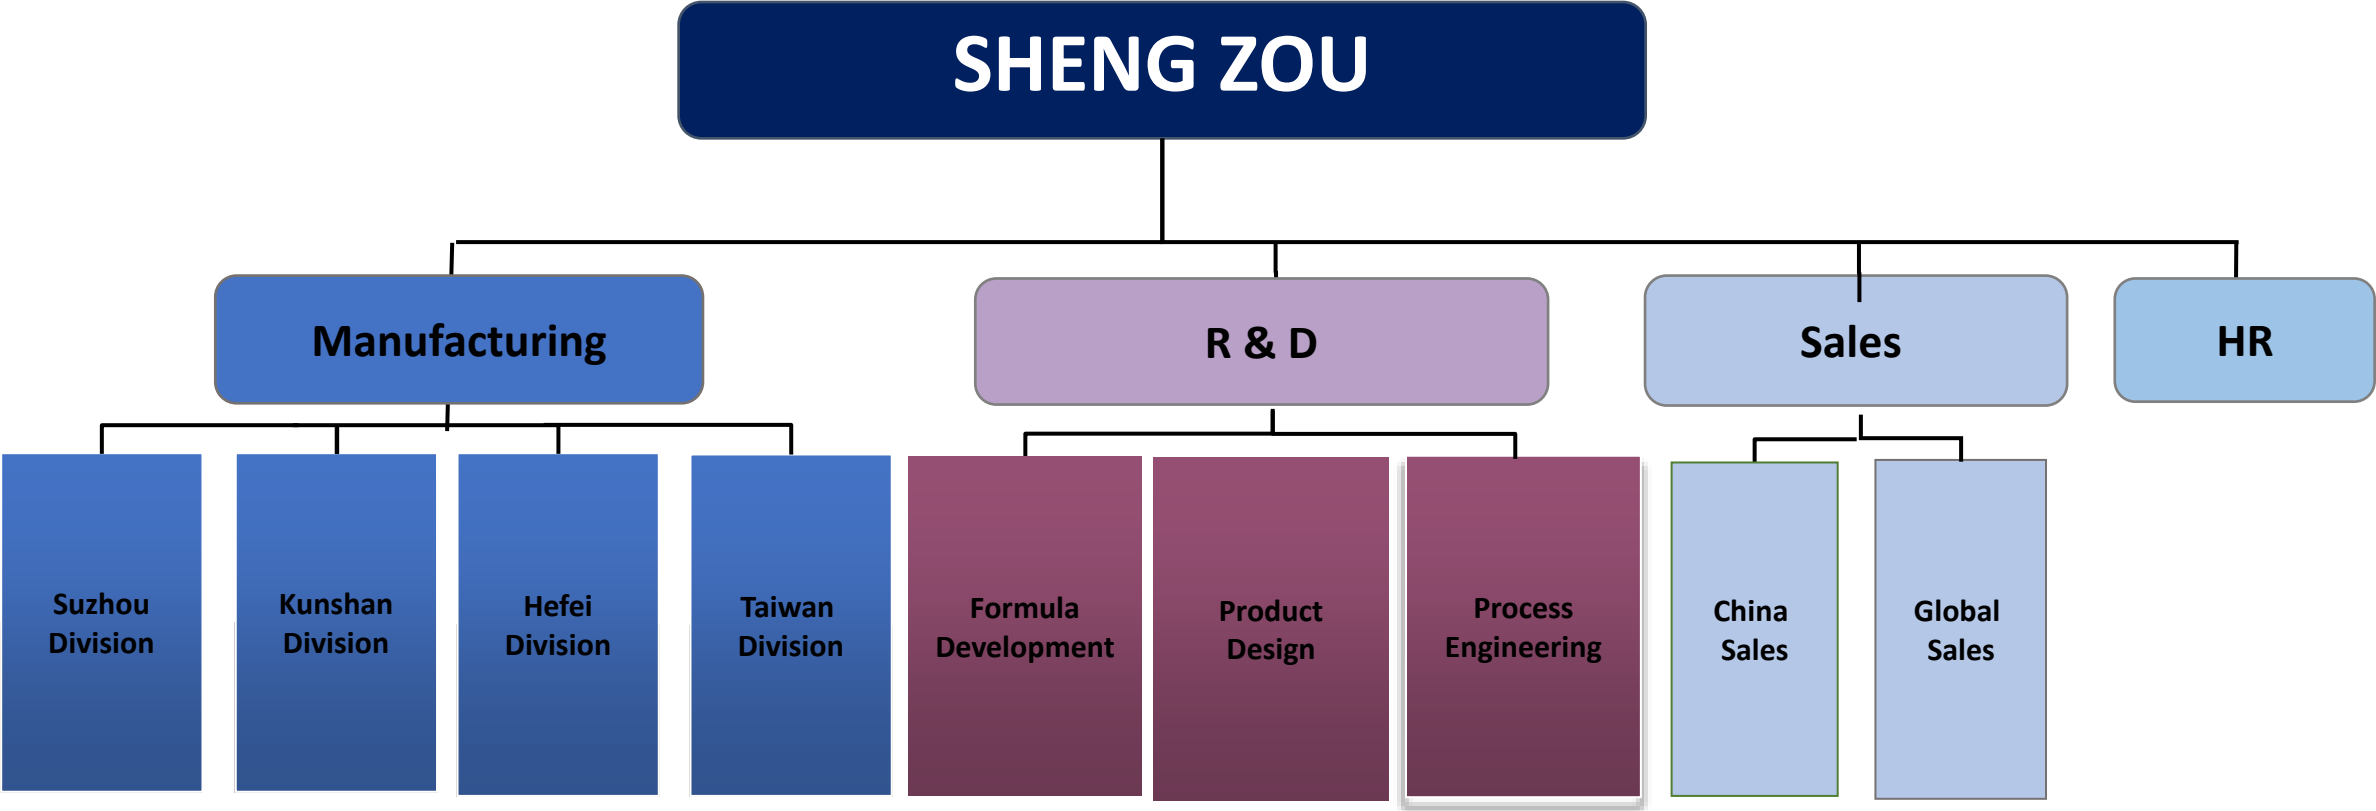 SHENG ZOU
Manufacturing
R & D
Sales
HR
Suzhou
Division
Kunshan
Division
Hefei
Division
Taiwan
Division
Formula
Development
Product
Design
Process
Engineering
China
Sales
Global
Sales